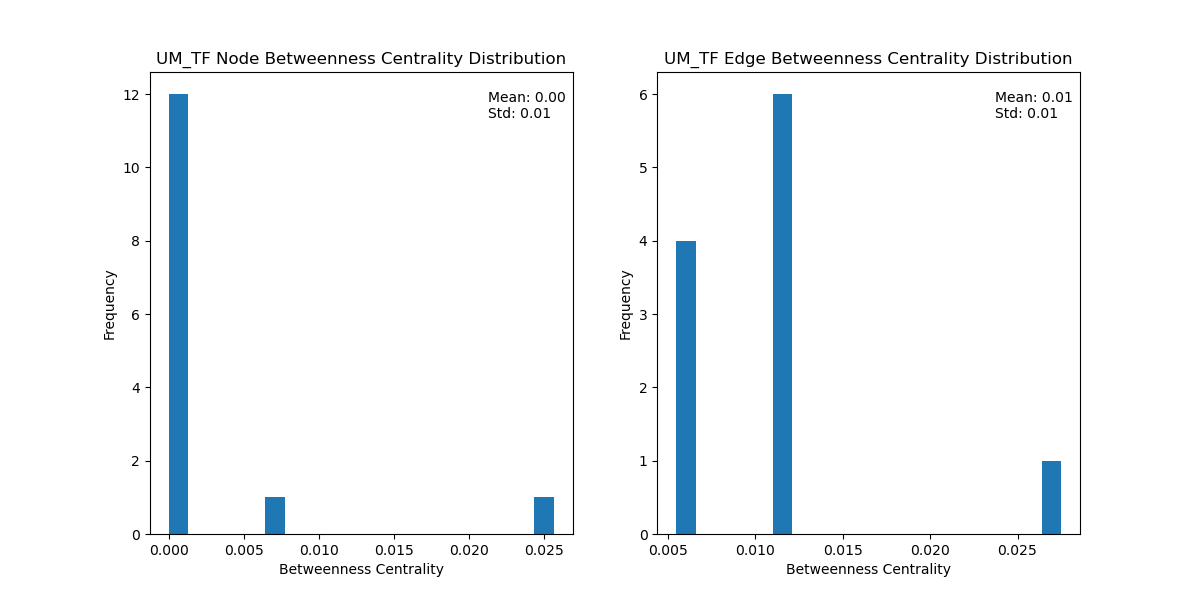 UM_TF Node Betweenness Centrality Distribution
Mean: 0.00
Std: 0.01
12
10
8
6
4
2
0
Frequency
0.000 0.005 0.010 0.015 0.020 0.025
Betweenness Centrality
UM_TF Edge Betweenness Centrality Distribution
Mean: 0.01
Std: 0.01
6
5
4
3
2
1
0
Frequency
0.005 0.010 0.015 0.020 0.025
Betweenness Centrality